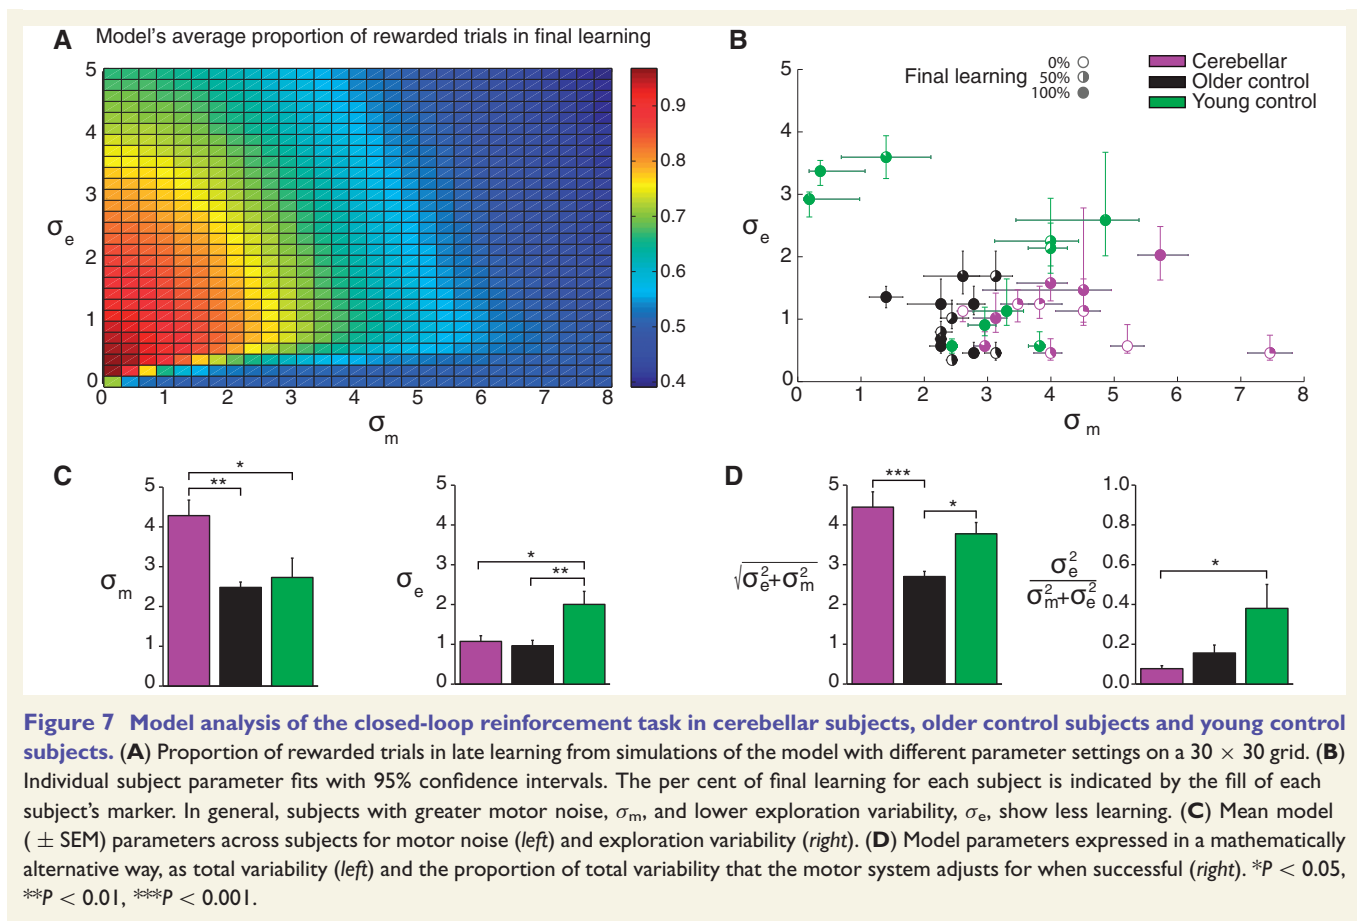 A Model's average proportion of rewarded trials in final learning
5
4
3
2
1
0
σe
0 1 2 3 4 5 6 7 8
σm
0.9
0.8
0.7
0.6
0.5
0.4
B
Final learning
0%
50%
100%
Cerebellar
Older control
Young control
5
4
3
2
1
0
σe
0 1 2 3 4 5 6 7 8
σm
C
5
4
3
2
1
0
σm
*
**
5
4
3
2
1
0
σe
*
**
D
5
4
3
2
1
0
√σe²+σm²
***
*
1.0
0.8
0.6
0.4
0.2
0.0
σe²
σm²+σe²
*
Figure 7 Model analysis of the closed-loop reinforcement task in cerebellar subjects, older control subjects and young control
subjects. (A) Proportion of rewarded trials in late learning from simulations of the model with different parameter settings on a 30 × 30 grid. (B)
Individual subject parameter fits with 95% confidence intervals. The per cent of final learning for each subject is indicated by the fill of each
subject's marker. In general, subjects with greater motor noise, σm, and lower exploration variability, σe, show less learning. (C) Mean model
( ± SEM) parameters across subjects for motor noise (left) and exploration variability (right). (D) Model parameters expressed in a mathematically
alternative way, as total variability (left) and the proportion of total variability that the motor system adjusts for when successful (right). *P < 0.05,
**P < 0.01, ***P < 0.001.